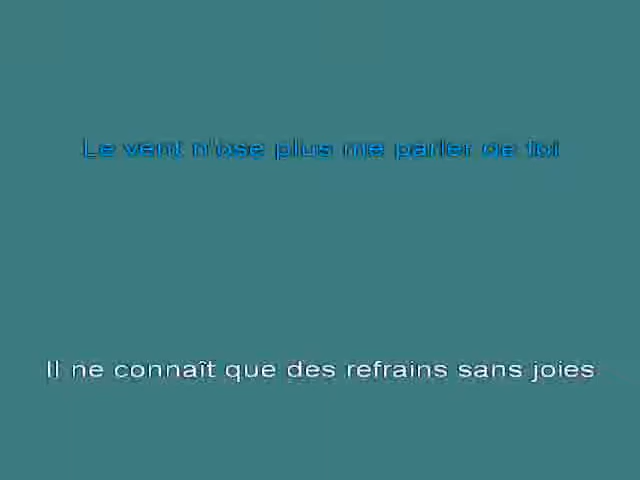 Le vent n'ose plus me parler de toi
Il ne connaît que des refrains sans joies